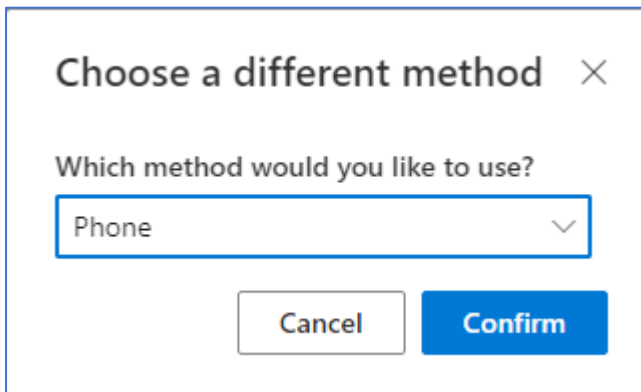 Choose a different method
Which method would you like to use?
Phone
Cancel Confirm